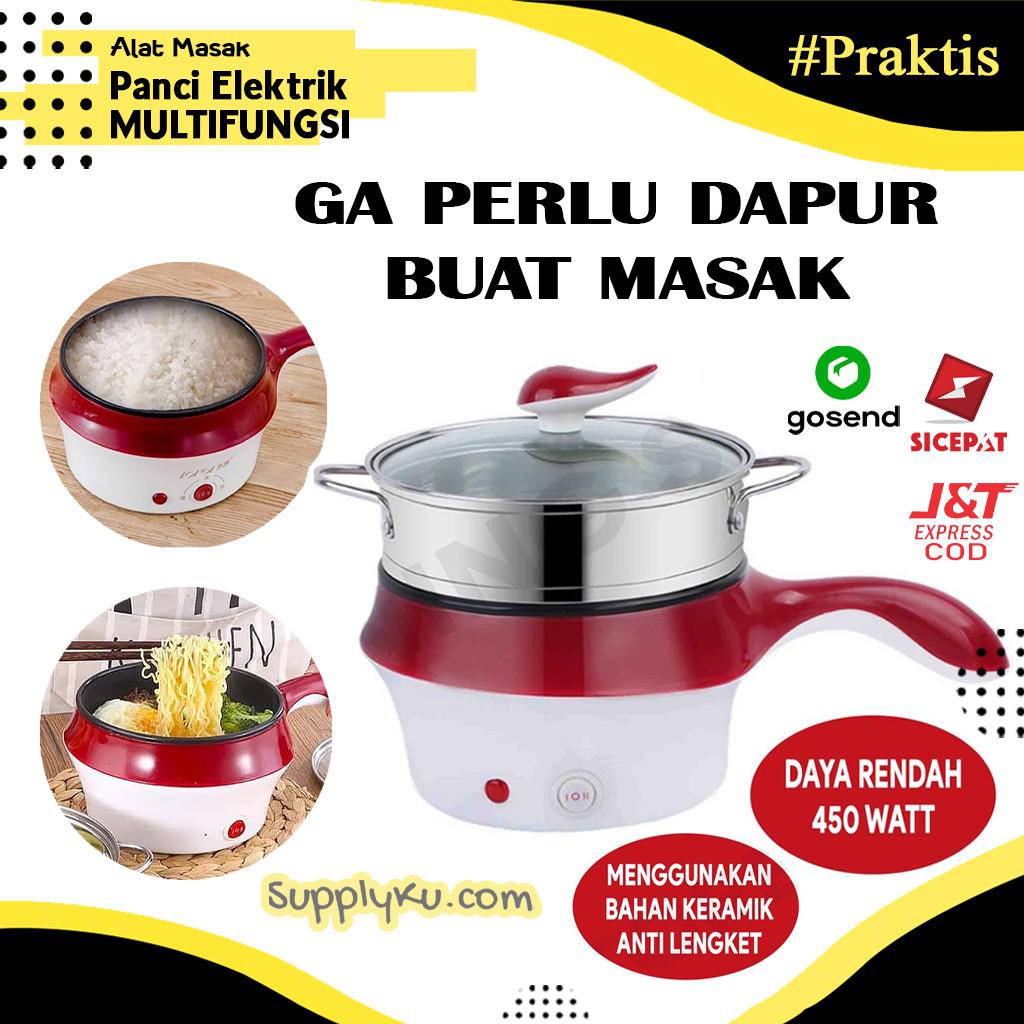 Alat Masak
Panci Elektrik
MULTIFUNGSI
#Praktis
GA PERLU DAPUR
BUAT MASAK
gosend
SICEPAT
J&T
EXPRESS
COD
DAYA RENDAH
450 WATT
MENGGUNAKAN
BAHAN KERAMIK
ANTI LENGKET
SupplyKu.com